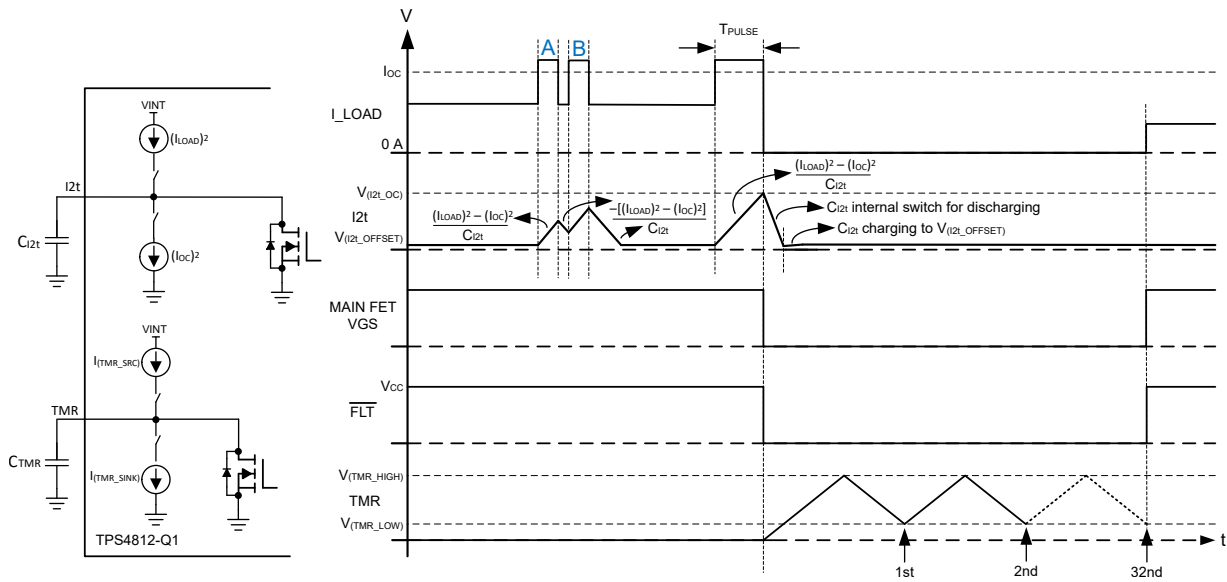 VINT
(ILOAD)²
I2t
CI2t
(IOC)²
VINT
I(TMR_SRC)
TMR
CTMR
I(TMR_SINK)
TPS4812-Q1
V
A
B
TPULSE
IOC
I_LOAD
0 A
V(I2t_OC)
I2t
V(I2t_OFFSET)
(ILOAD)² – (IOC)²
CI2t
–[(ILOAD)² – (IOC)²]
CI2t
(ILOAD)² – (IOC)²
CI2t
CI2t internal switch for discharging
CI2t charging to V(I2t_OFFSET)
MAIN FET
VGS
VCC
FLT
V(TMR_HIGH)
TMR
V(TMR_LOW)
t
1st
2nd
32nd